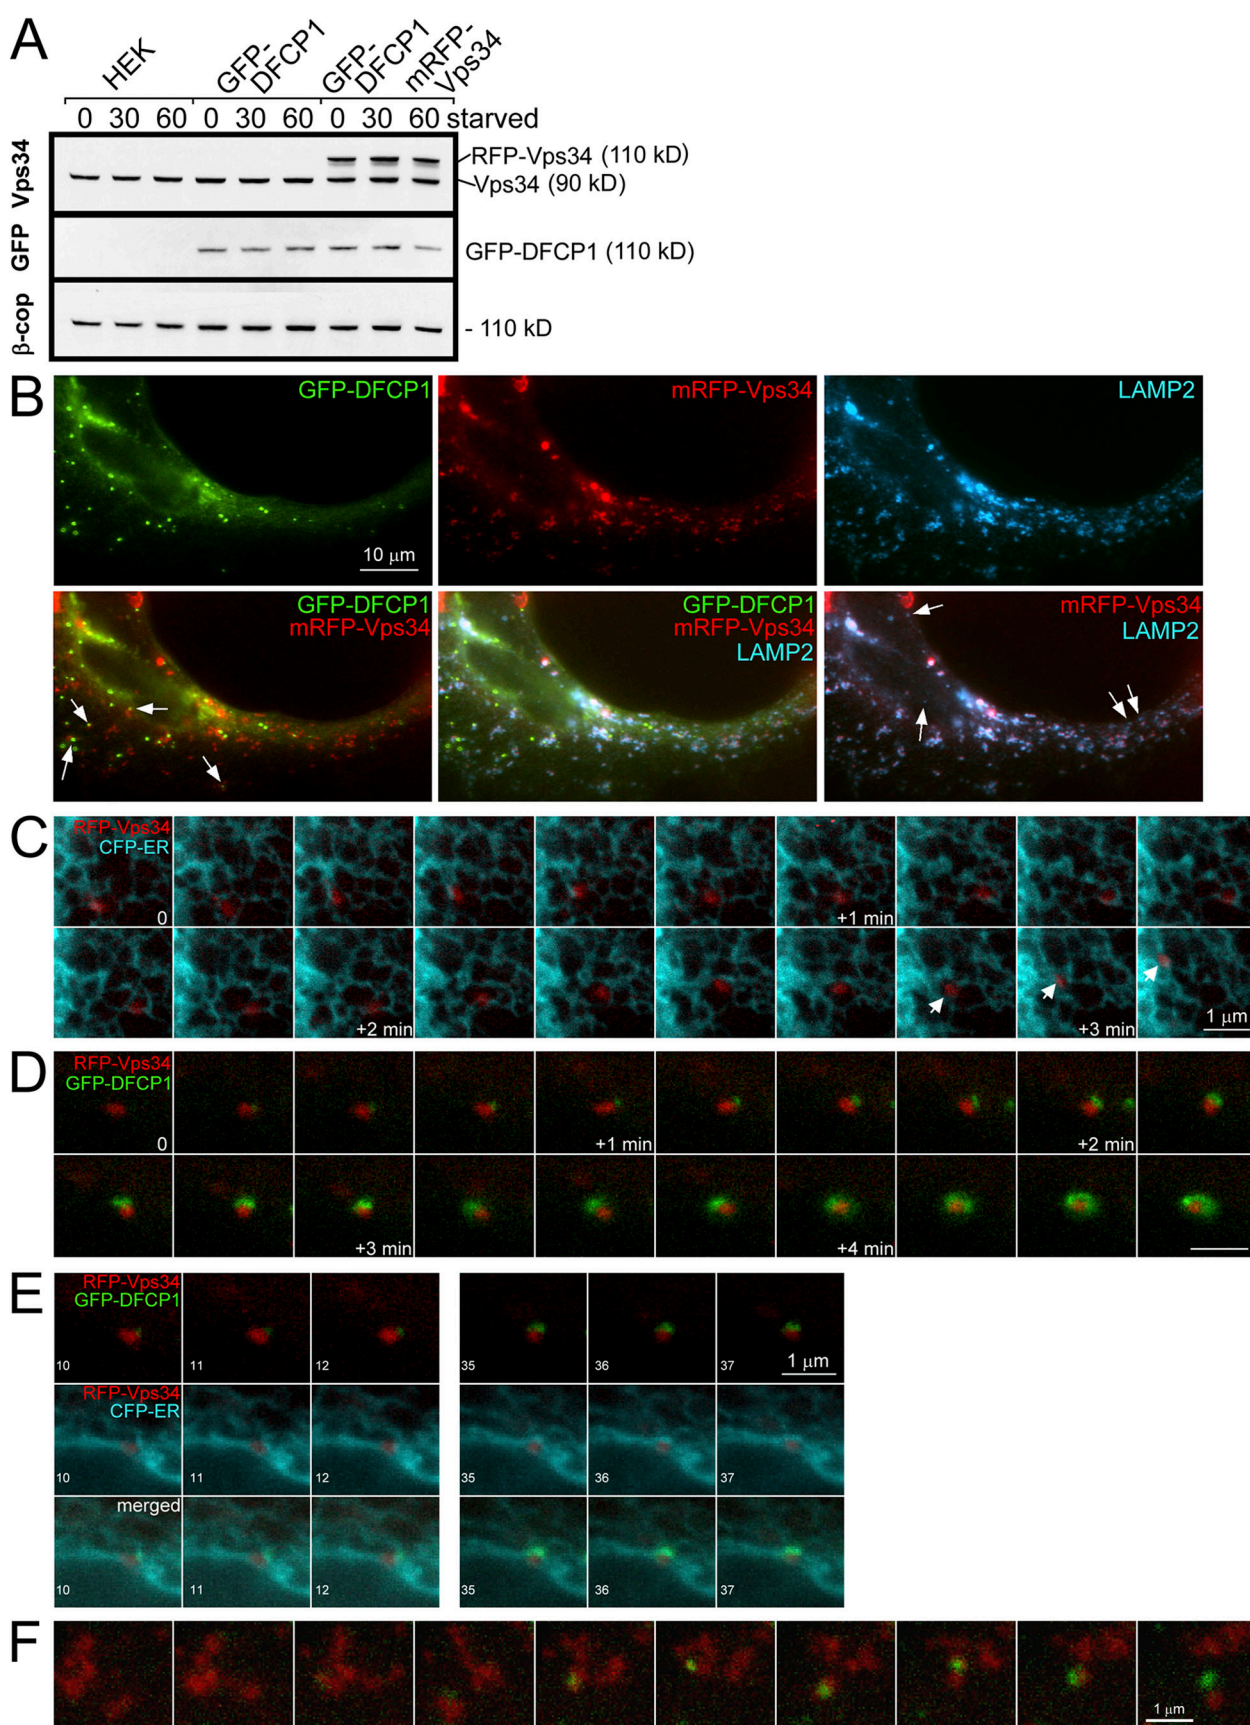 A
HEK
GFP-
DFCP1
GFP-
DFCP1
mRFP-
Vps34
0 30 60 0 30 60 0 30 60 starved
Vps34
RFP-Vps34 (110 kD)
Vps34 (90 kD)
GFP
GFP-DFCP1 (110 kD)
β-cop
- 110 kD
B
GFP-DFCP1
10 μm
mRFP-Vps34
LAMP2
GFP-DFCP1
mRFP-Vps34
GFP-DFCP1
mRFP-Vps34
LAMP2
mRFP-Vps34
LAMP2
C
RFP-Vps34
CFP-ER
0
+1 min
+2 min
+3 min
1 μm
D
RFP-Vps34
GFP-DFCP1
0
+1 min
+2 min
+3 min
+4 min
E
RFP-Vps34
GFP-DFCP1
10 11 12 35 36 37
1 μm
RFP-Vps34
CFP-ER
10 11 12 35 36 37
merged
10 11 12 35 36 37
F
1 μm